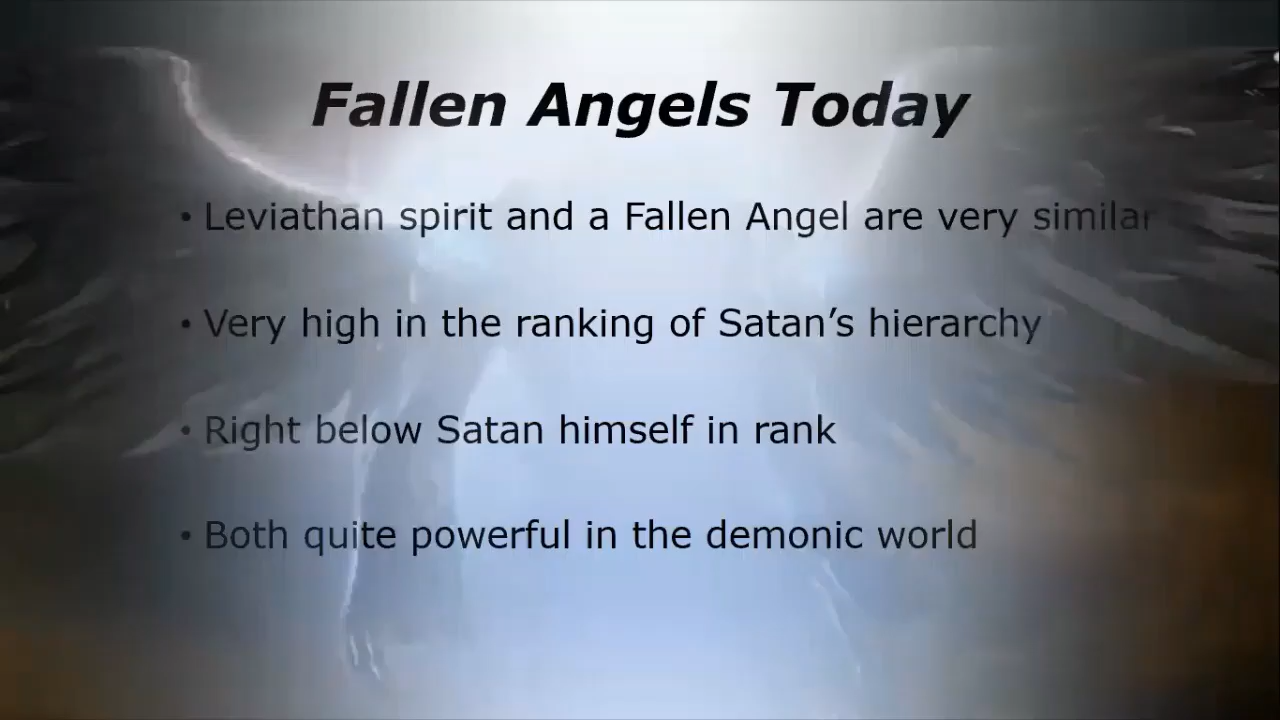 Fallen Angels Today
• Leviathan spirit and a Fallen Angel are very similar
• Very high in the ranking of Satan’s hierarchy
• Right below Satan himself in rank
• Both quite powerful in the demonic world